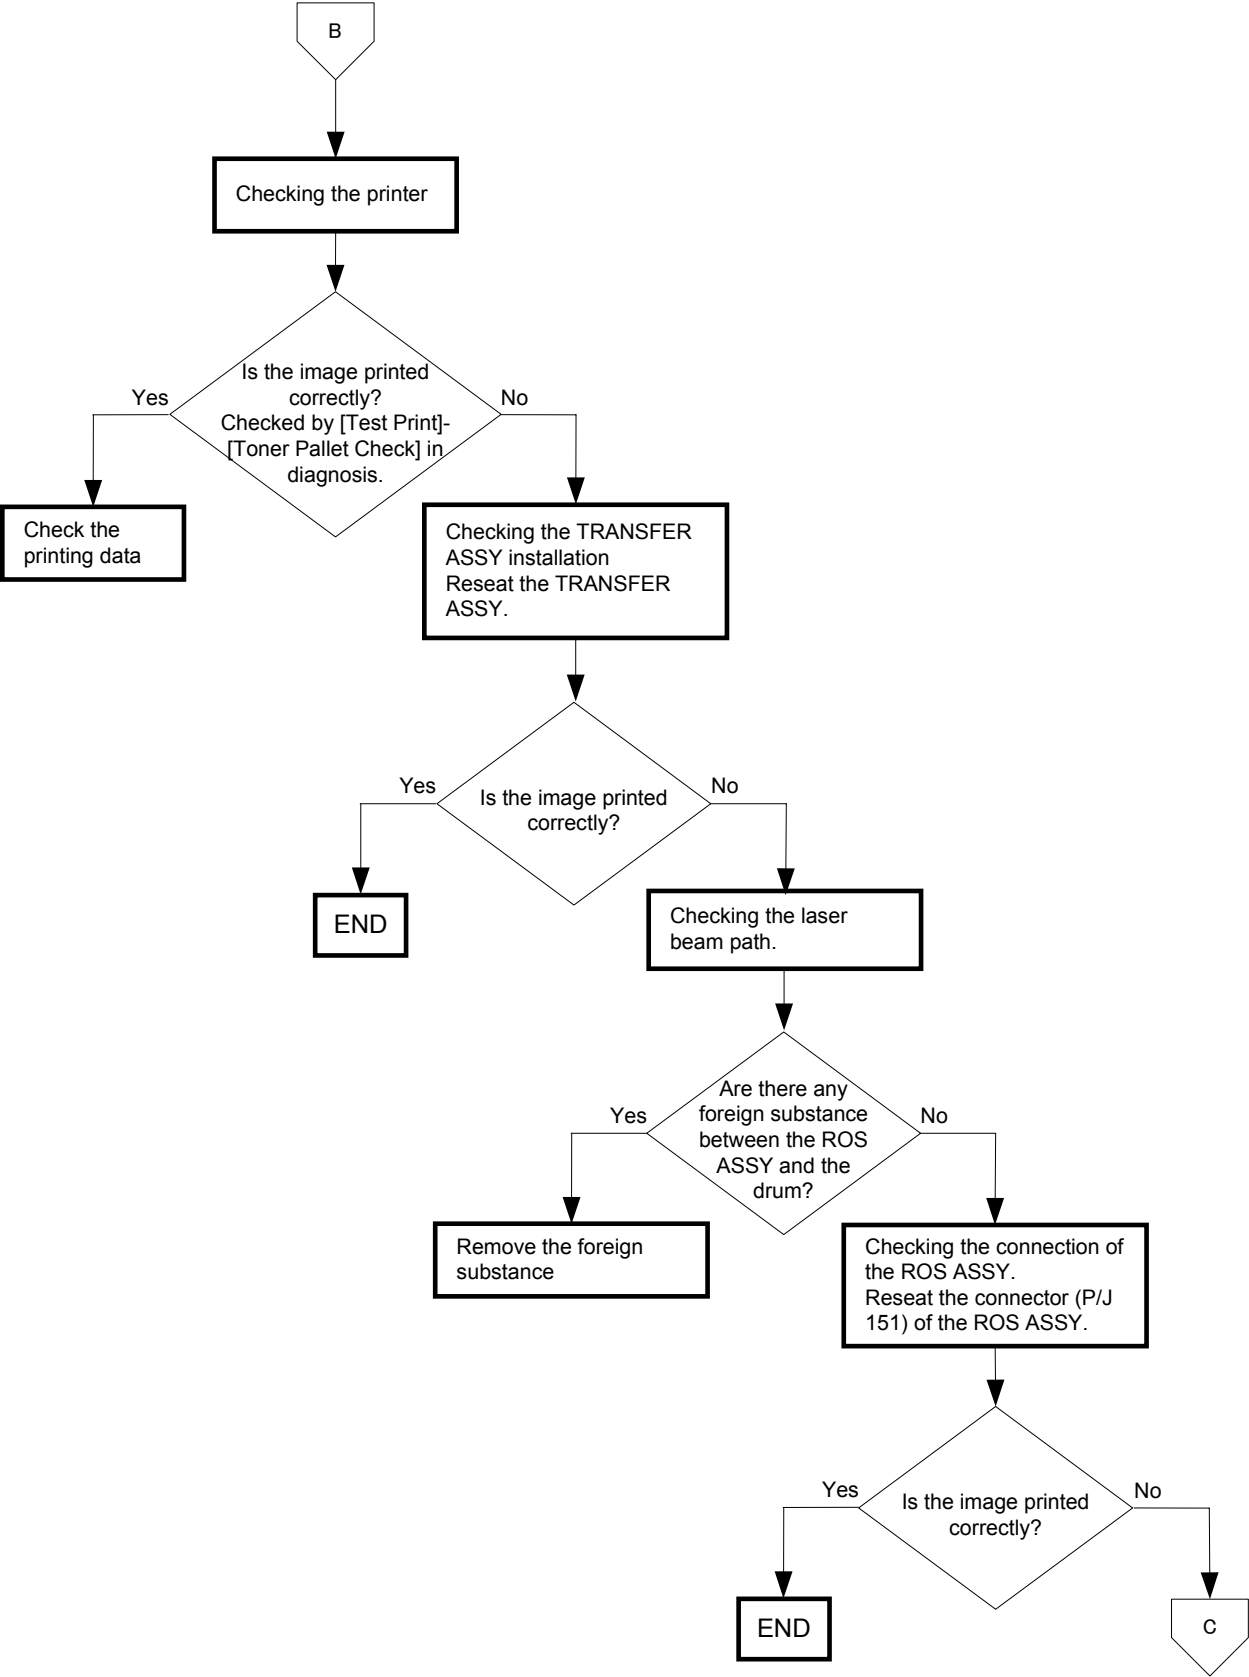 B
Checking the printer
Is the image printed
correctly?
Checked by [Test Print]-
[Toner Pallet Check] in
diagnosis.
Yes
No
Check the
printing data
Checking the TRANSFER
ASSY installation
Reseat the TRANSFER
ASSY.
Yes
No
Is the image printed
correctly?
END
Checking the laser
beam path.
Are there any
foreign substance
between the ROS
ASSY and the
drum?
Yes
No
Remove the foreign
substance
Checking the connection of
the ROS ASSY.
Reseat the connector (P/J
151) of the ROS ASSY.
Yes
No
Is the image printed
correctly?
END
C